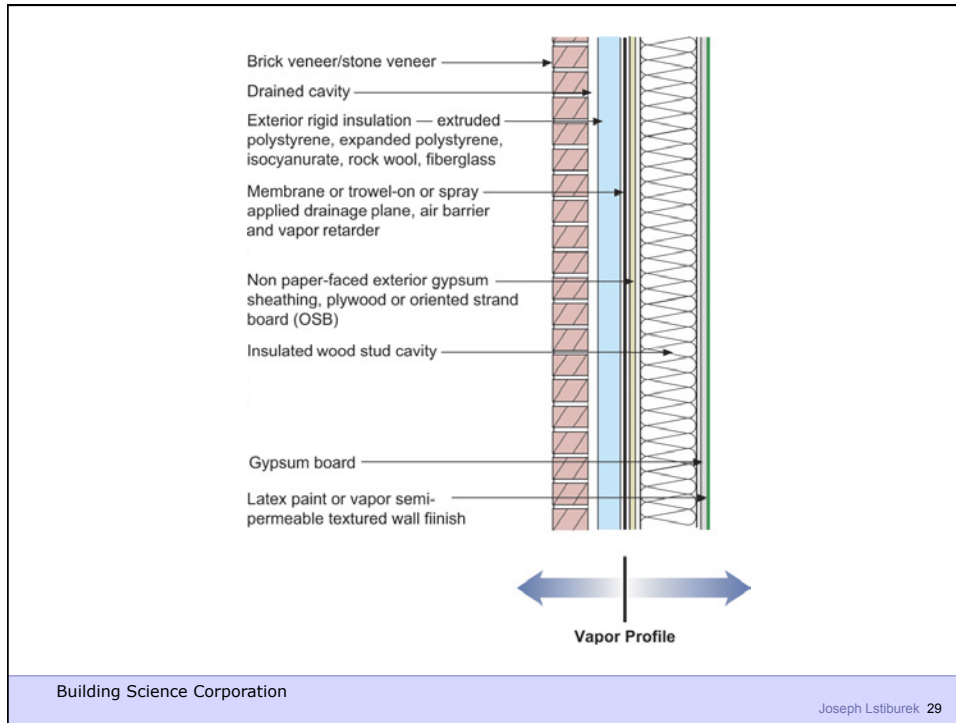 Brick veneer/stone veneer
Drained cavity
Exterior rigid insulation — extruded
polystyrene, expanded polystyrene,
isocyanurate, rock wool, fiberglass
Membrane or trowel-on or spray
applied drainage plane, air barrier
and vapor retarder
Non paper-faced exterior gypsum
sheathing, plywood or oriented strand
board (OSB)
Insulated wood stud cavity
Gypsum board
Latex paint or vapor semi-
permeable textured wall fiinish
Vapor Profile
Building Science Corporation
Joseph Lstiburek 29